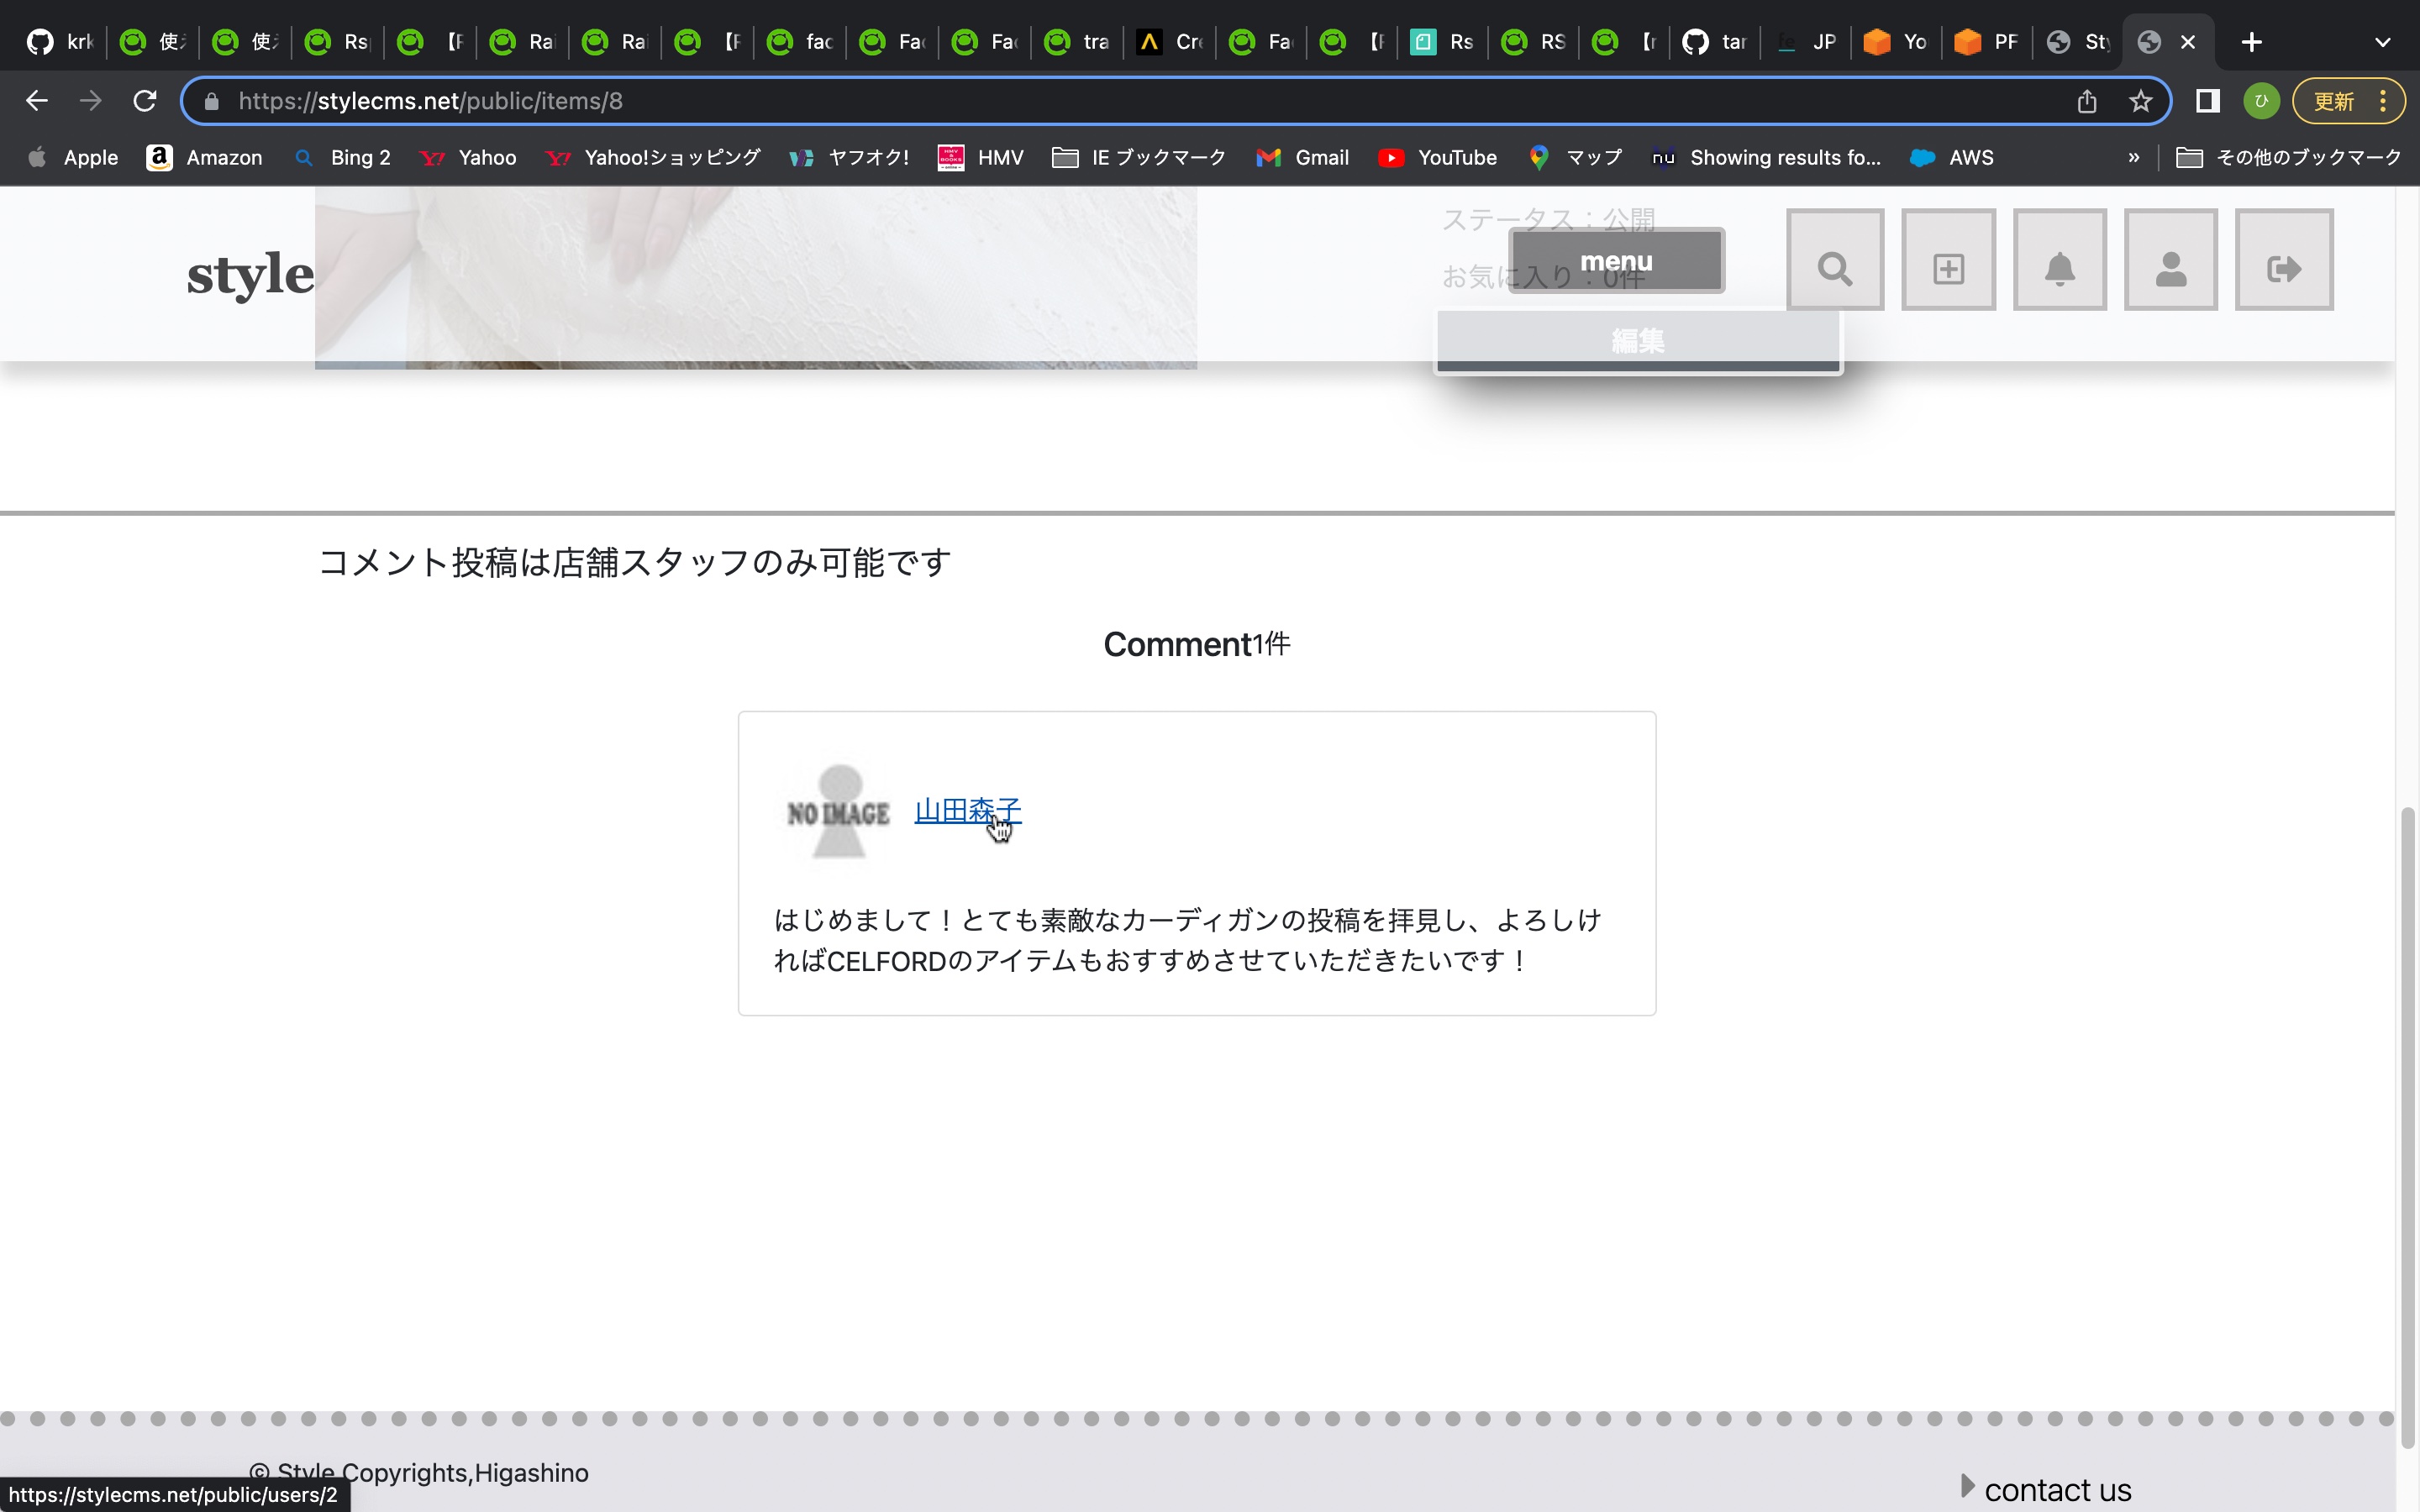 krk 使 使 Rs 【R Ra Ra 【R fac Fa Fa tra Cr Fa 【R Rs RS 【r tar JP Yo PF St
https://stylecms.net/public/items/8
ひ
更新
Apple Amazon Bing 2 Yahoo Yahoo!ショッピング ヤフオク! HMV IE ブックマーク Gmail YouTube マップ Showing results fo... AWS » その他のブックマーク
ステータス：公開
style
menu
お気に入り：0件
編集
コメント投稿は店舗スタッフのみ可能です
Comment1件
NO IMAGE
山田森子
はじめまして！とても素敵なカーディガンの投稿を拝見し、よろしけ
ればCELFORDのアイテムもおすすめさせていただきたいです！
© Style Copyrights,Higashino
contact us
https://stylecms.net/public/users/2